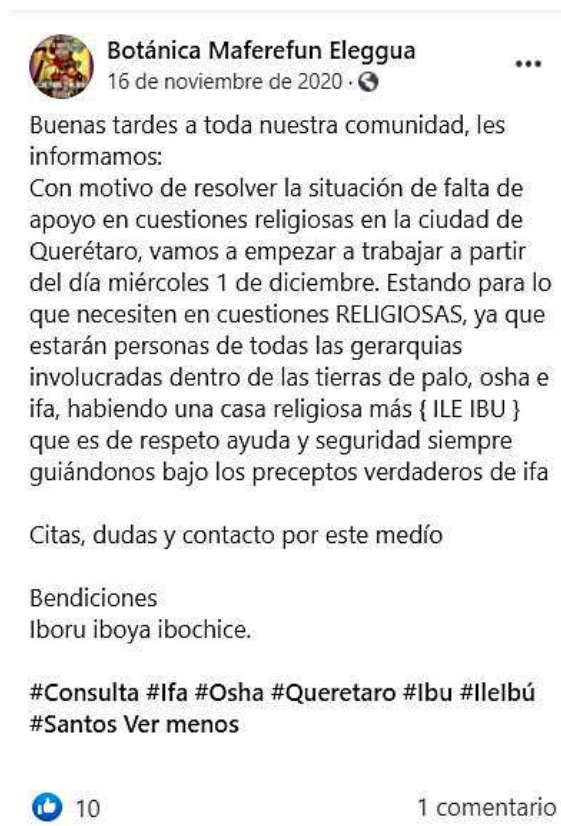 Botánica Maferefun Eleggua
16 de noviembre de 2020 ·
Buenas tardes a toda nuestra comunidad, les
informamos:
Con motivo de resolver la situación de falta de
apoyo en cuestiones religiosas en la ciudad de
Querétaro, vamos a empezar a trabajar a partir
del día miércoles 1 de diciembre. Estando para lo
que necesiten en cuestiones RELIGIOSAS, ya que
estarán personas de todas las gerarquias
involucradas dentro de las tierras de palo, osha e
ifa, habiendo una casa religiosa más { ILE IBU }
que es de respeto ayuda y seguridad siempre
guiándonos bajo los preceptos verdaderos de ifa
Citas, dudas y contacto por este medío
Bendiciones
Iboru iboya ibochice.
#Consulta #Ifa #Osha #Queretaro #Ibu #IleIbú
#Santos Ver menos
10
1 comentario